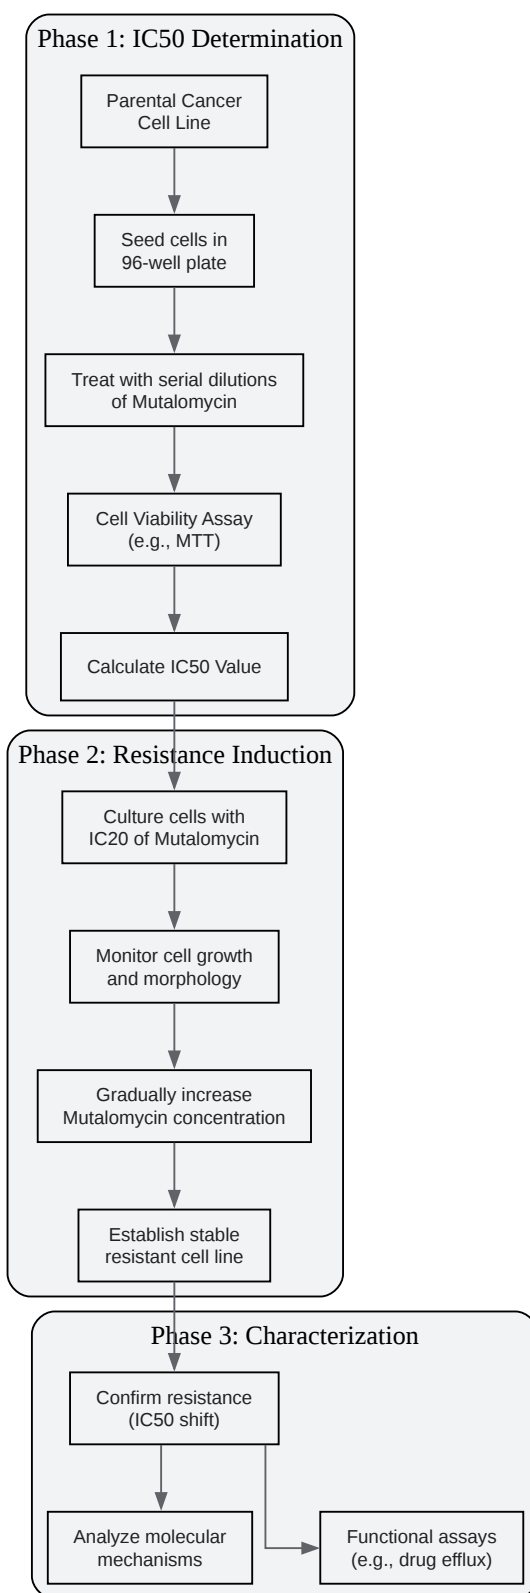 Phase 1: IC50 Determination
Parental Cancer
Cell Line
Seed cells in
96-well plate
Treat with serial dilutions
of Mutalomycin
Cell Viability Assay
(e.g., MTT)
Calculate IC50 Value
Phase 2: Resistance Induction
Culture cells with
IC20 of Mutalomycin
Monitor cell growth
and morphology
Gradually increase
Mutalomycin concentration
Establish stable
resistant cell line
Phase 3: Characterization
Confirm resistance
(IC50 shift)
Analyze molecular
mechanisms
Functional assays
(e.g., drug efflux)